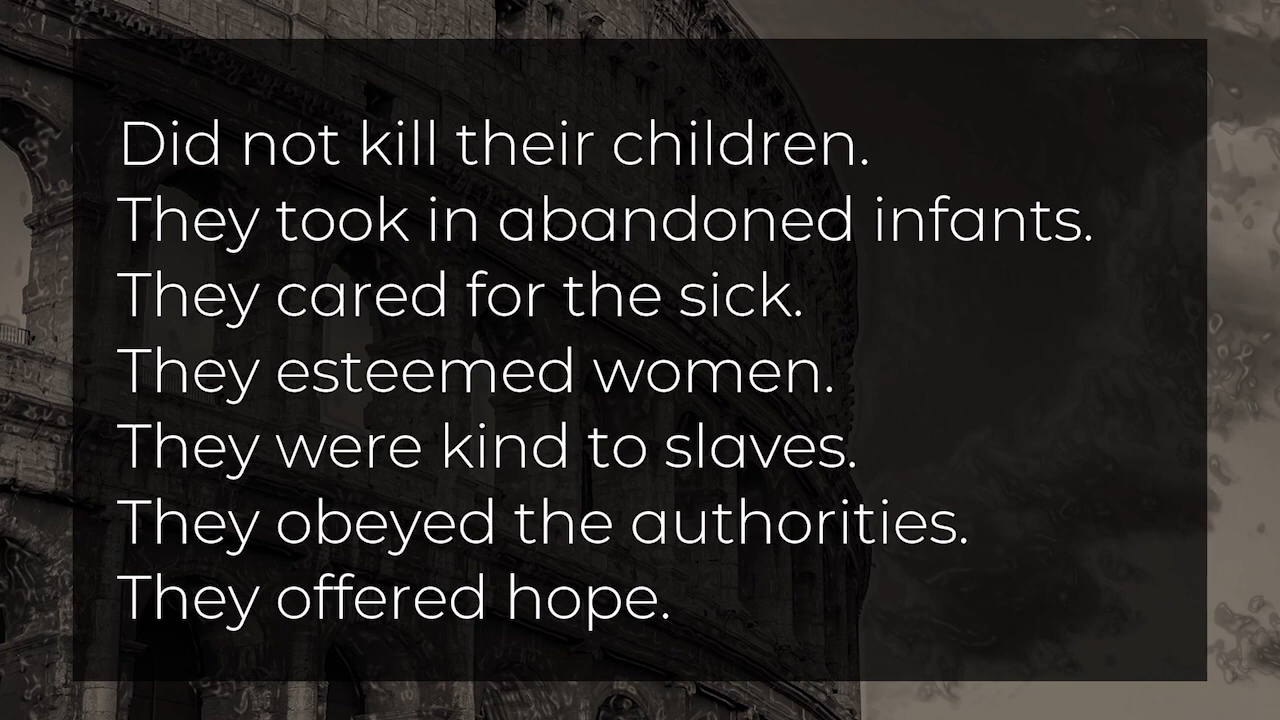 Did not kill their children.
They took in abandoned infants.
They cared for the sick.
They esteemed women.
They were kind to slaves.
They obeyed the authorities.
They offered hope.